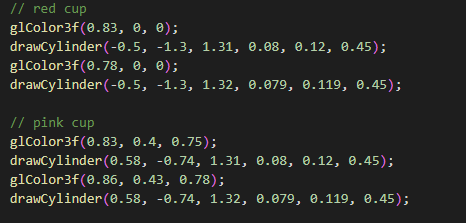 // red cup
glColor3f(0.83, 0, 0);
drawCylinder(-0.5, -1.3, 1.31, 0.08, 0.12, 0.45);
glColor3f(0.78, 0, 0);
drawCylinder(-0.5, -1.3, 1.32, 0.079, 0.119, 0.45);
// pink cup
glColor3f(0.83, 0.4, 0.75);
drawCylinder(0.58, -0.74, 1.31, 0.08, 0.12, 0.45);
glColor3f(0.86, 0.43, 0.78);
drawCylinder(0.58, -0.74, 1.32, 0.079, 0.119, 0.45);